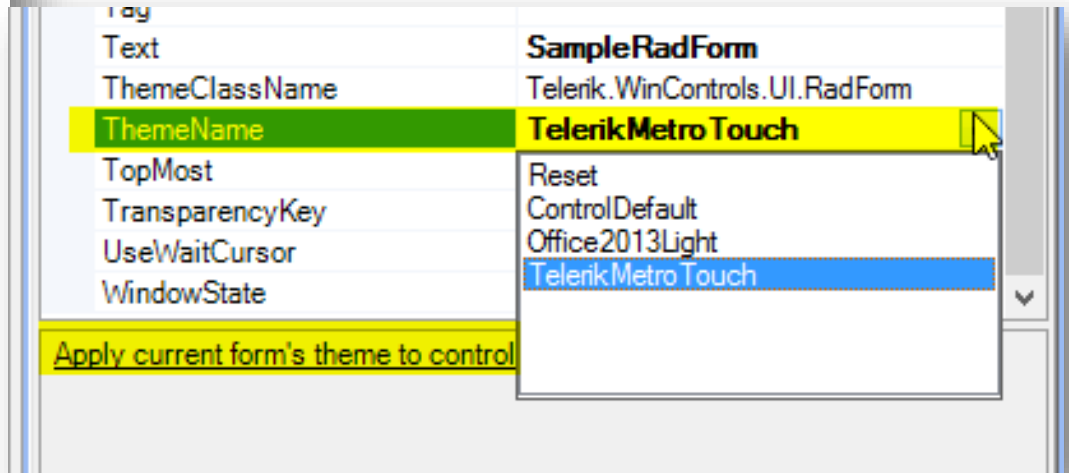 Tag
Text SampleRadForm
ThemeClassName Telerik.WinControls.UI.RadForm
ThemeName TelerikMetroTouch
TopMost Reset
TransparencyKey ControlDefault
UseWaitCursor Office2013Light
WindowState TelerikMetroTouch
Apply current form's theme to control